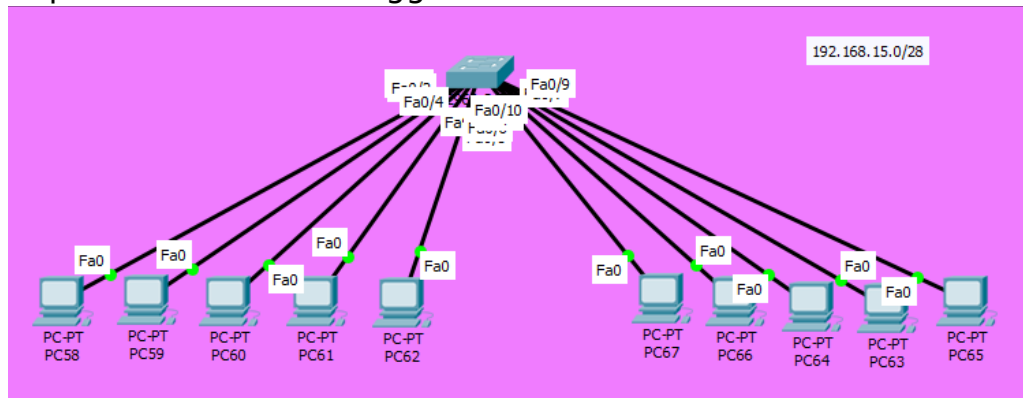 192.168.15.0/28
Fa0/9
Fa0/4
Fa0/10
Fa0
Fa0
Fa0
Fa0
Fa0
Fa0
Fa0
Fa0
Fa0
Fa0
PC-PT
PC58
PC-PT
PC59
PC-PT
PC60
PC-PT
PC61
PC-PT
PC62
PC-PT
PC67
PC-PT
PC66
PC-PT
PC64
PC-PT
PC63
PC-PT
PC65